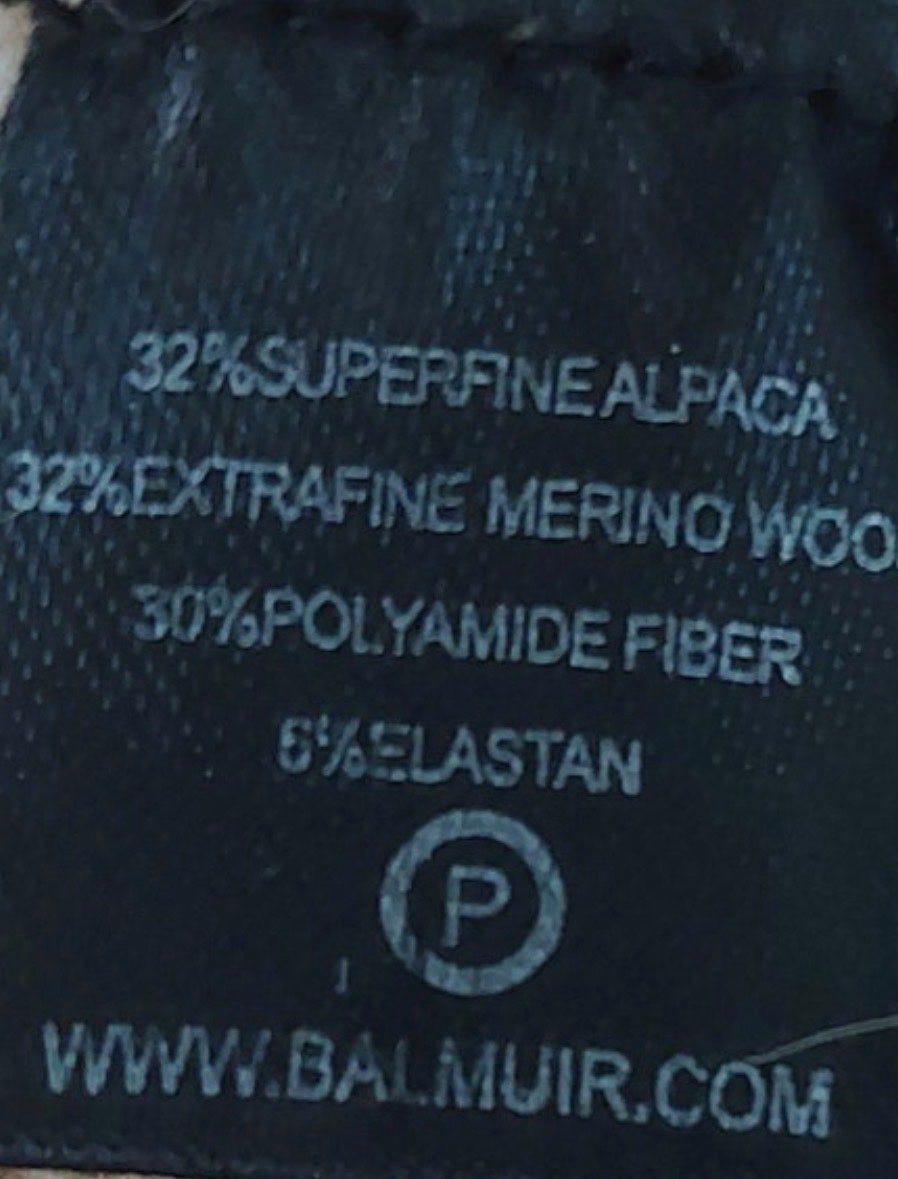 32%SUPERFINE ALPACA
32%EXTRAFINE MERINO WOO
30%POLYAMIDE FIBER
6%ELASTAN
P
WWW.BALMUIR.COM